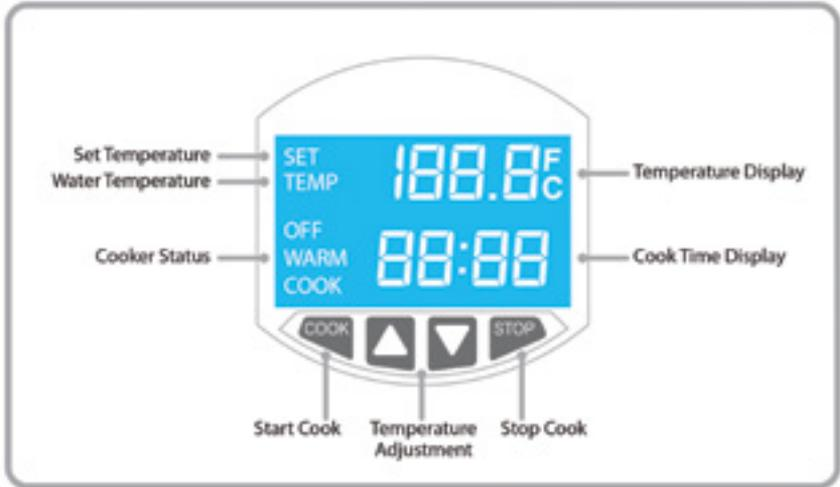 Set Temperature
Water Temperature
Cooker Status
SET
TEMP
188.8
F
C
OFF
WARM
COOK
88:88
Temperature Display
Cook Time Display
COOK
STOP
Start Cook
Temperature
Adjustment
Stop Cook